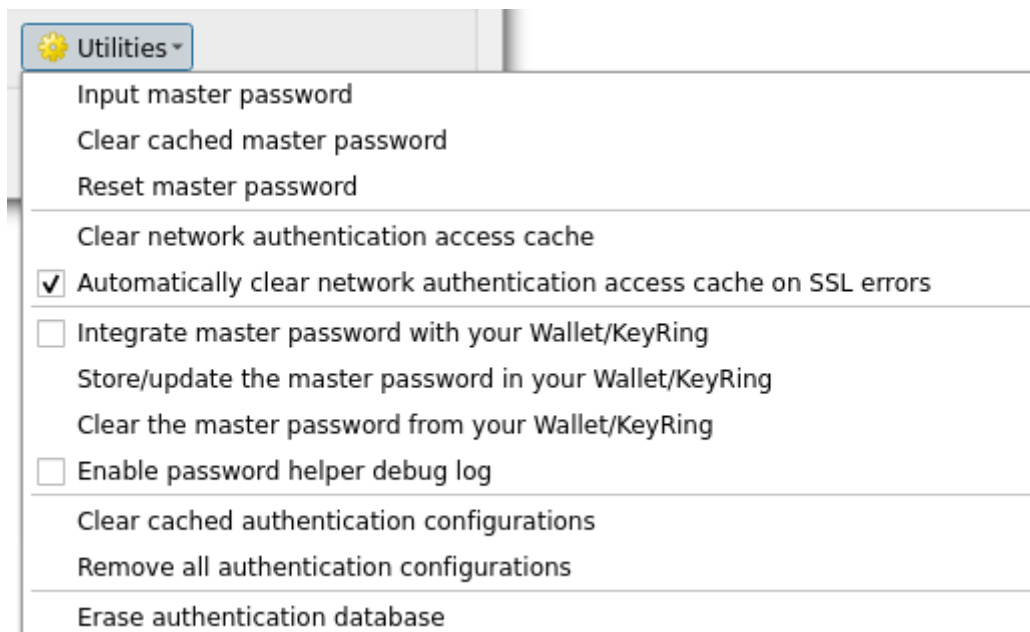 Utilities
Input master password
Clear cached master password
Reset master password
Clear network authentication access cache
Automatically clear network authentication access cache on SSL errors
Integrate master password with your Wallet/KeyRing
Store/update the master password in your Wallet/KeyRing
Clear the master password from your Wallet/KeyRing
Enable password helper debug log
Clear cached authentication configurations
Remove all authentication configurations
Erase authentication database